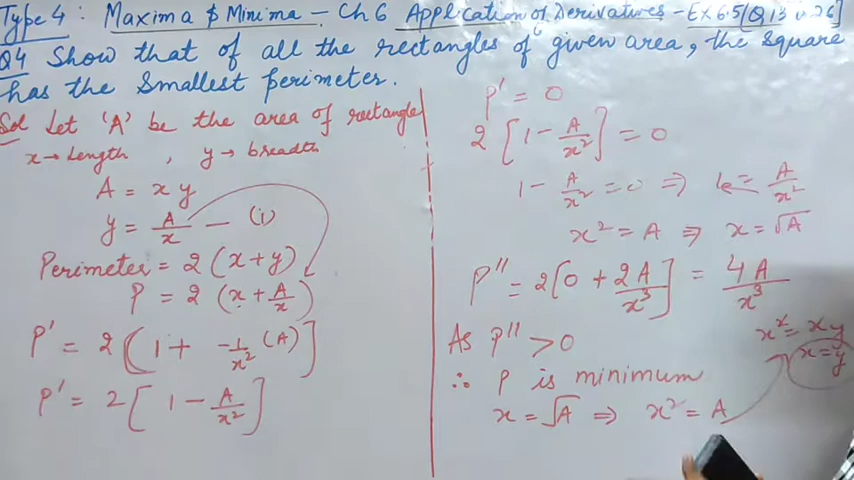 Type 4 : Maxima & Minima - Ch 6 Application of Derivatives - EX 6.5 [Q 13 to 26]
Q4 Show that of all the rectangles of given area, the square
has the smallest perimeter.
Sol Let 'A' be the area of rectangle
x → Length , y → breadth
A = xy
y = A/x — (i)
Perimeter = 2(x+y)
P = 2(x + A/x)
P' = 2[1 + -1/x² (A)]
P' = 2[1 - A/x²]
P' = 0
2[1 - A/x²] = 0
1 - A/x² = 0 ⇒ 1 = A/x²
x² = A ⇒ x = √A
P'' = 2[0 + 2A/x³] = 4A/x³
As P'' > 0
∴ P is minimum
x = √A ⇒ x² = A
x² = xy
x = y